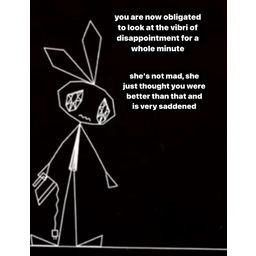 you are now obligated
to look at the vibri of
disappointment for a
whole minute
she's not mad, she
just thought you were
better than that and
is very saddened